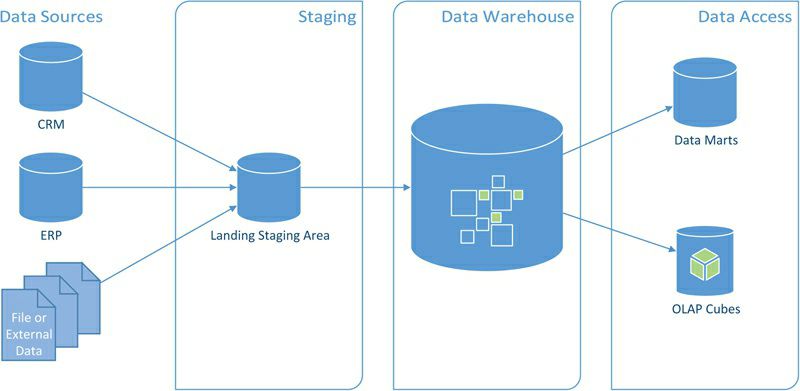 Data Sources
Staging
Data Warehouse
Data Access
CRM
Data Marts
ERP
Landing Staging Area
OLAP Cubes
File or
External
Data